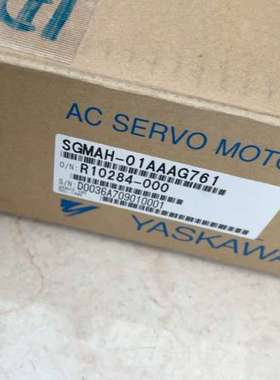 AC SERVO MOTO
SGMAH-01AAAG761
O/N: R10284-000
S/N: D0036A709010001
YASKAWA